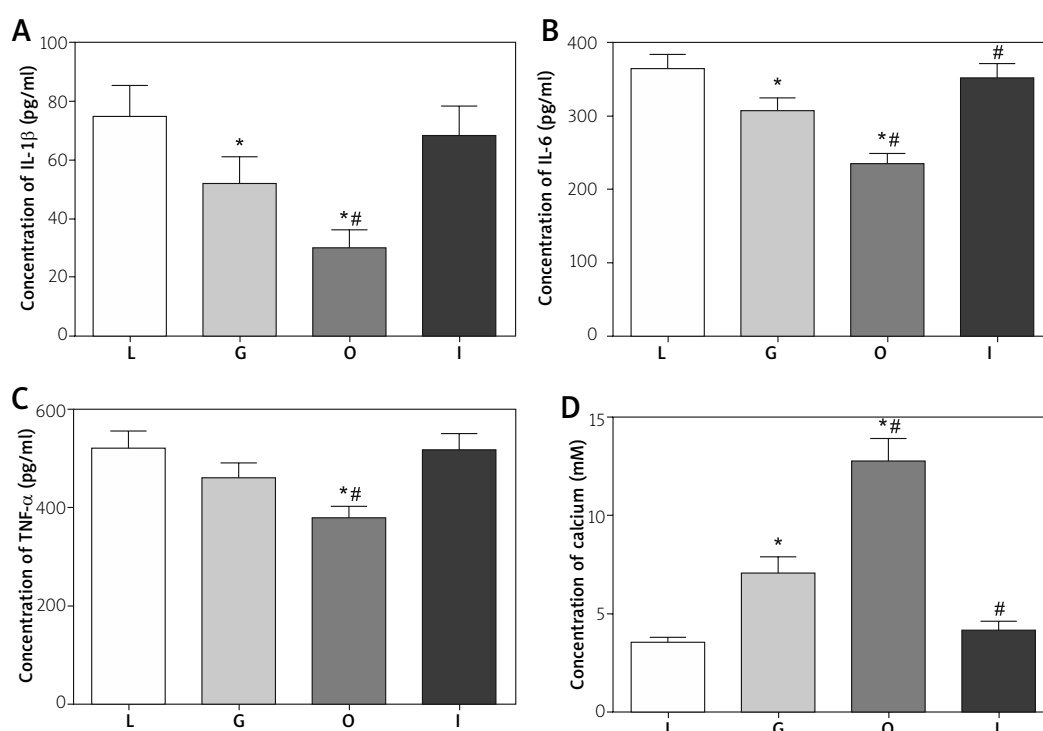 A
Concentration of IL-1β (pg/ml)
100
80
60
40
20
0
*
*#
L G O I
B
Concentration of IL-6 (pg/ml)
400
300
200
100
0
*
*#
#
L G O I
C
Concentration of TNF-α (pg/ml)
600
400
200
0
*#
L G O I
D
Concentration of calcium (mM)
15
10
5
0
*
*#
#
G